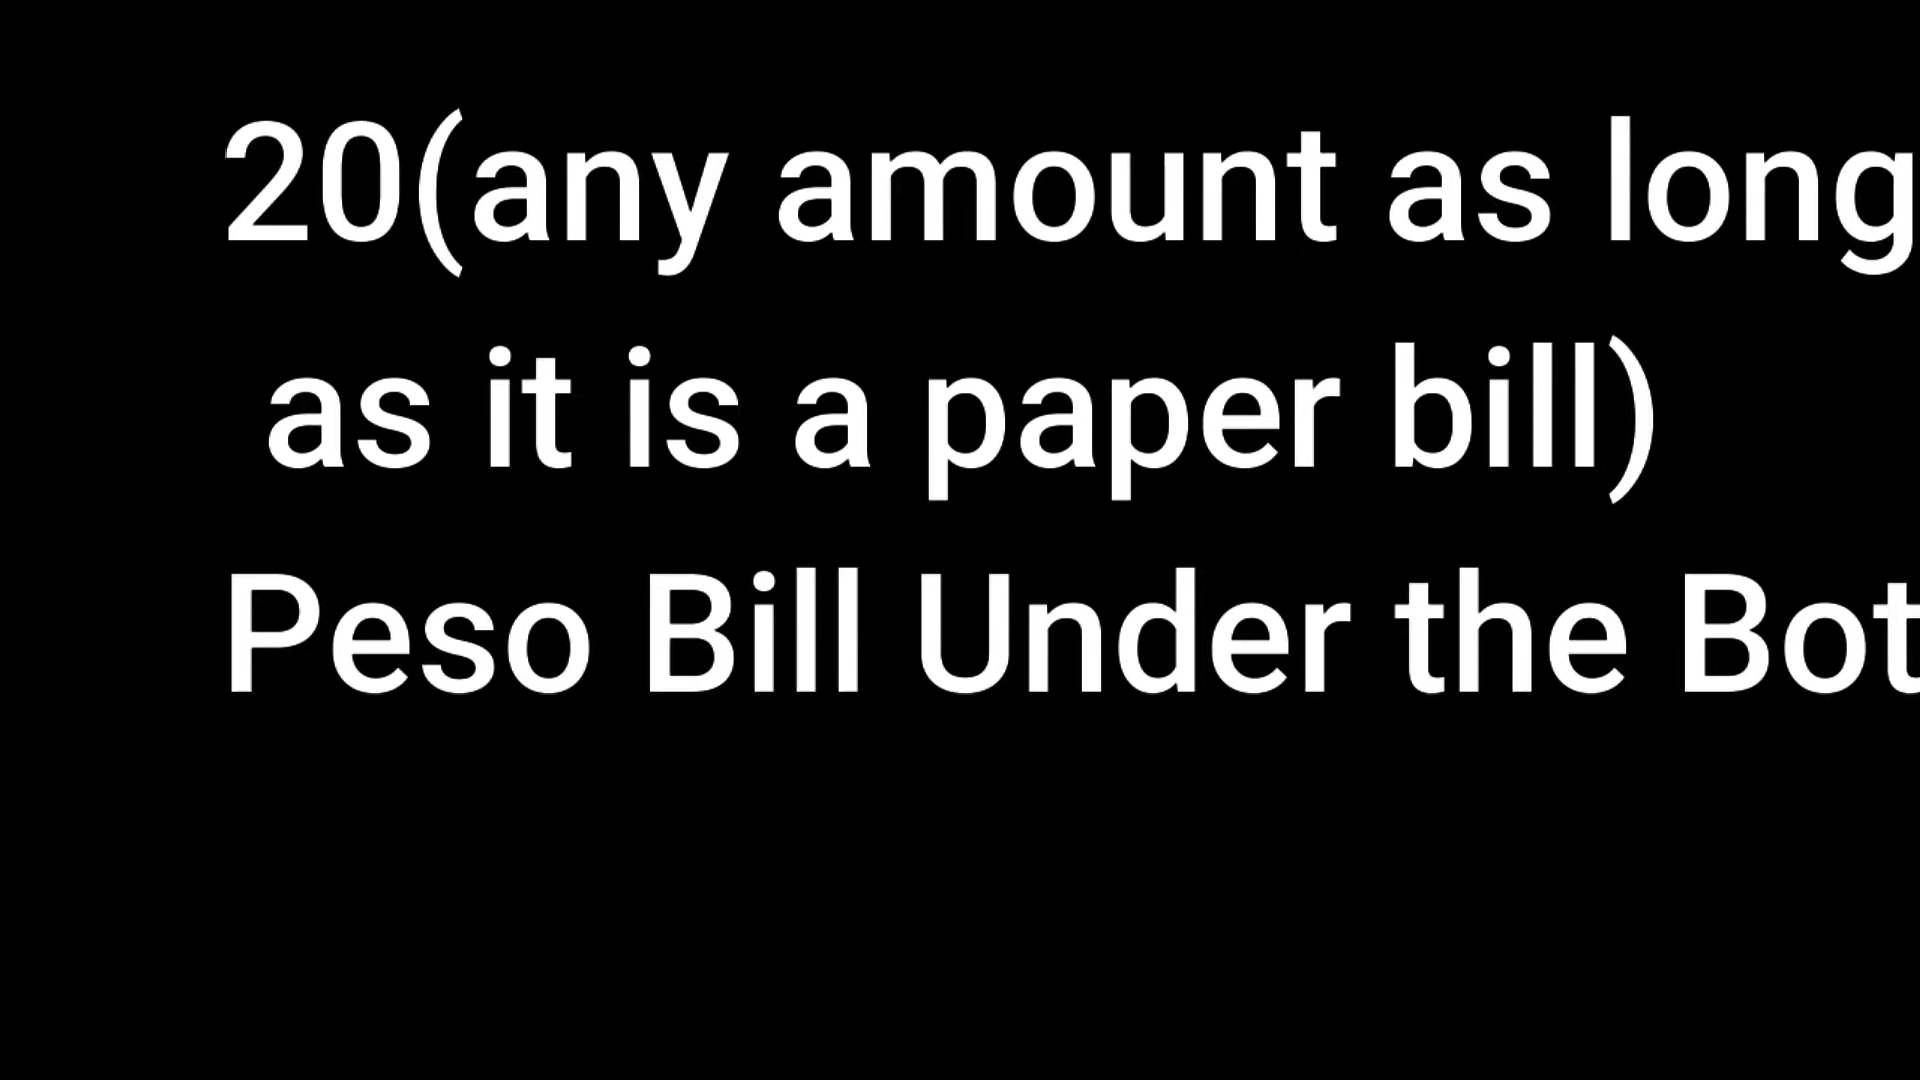 20(any amount as long
as it is a paper bill)
Peso Bill Under the Bot